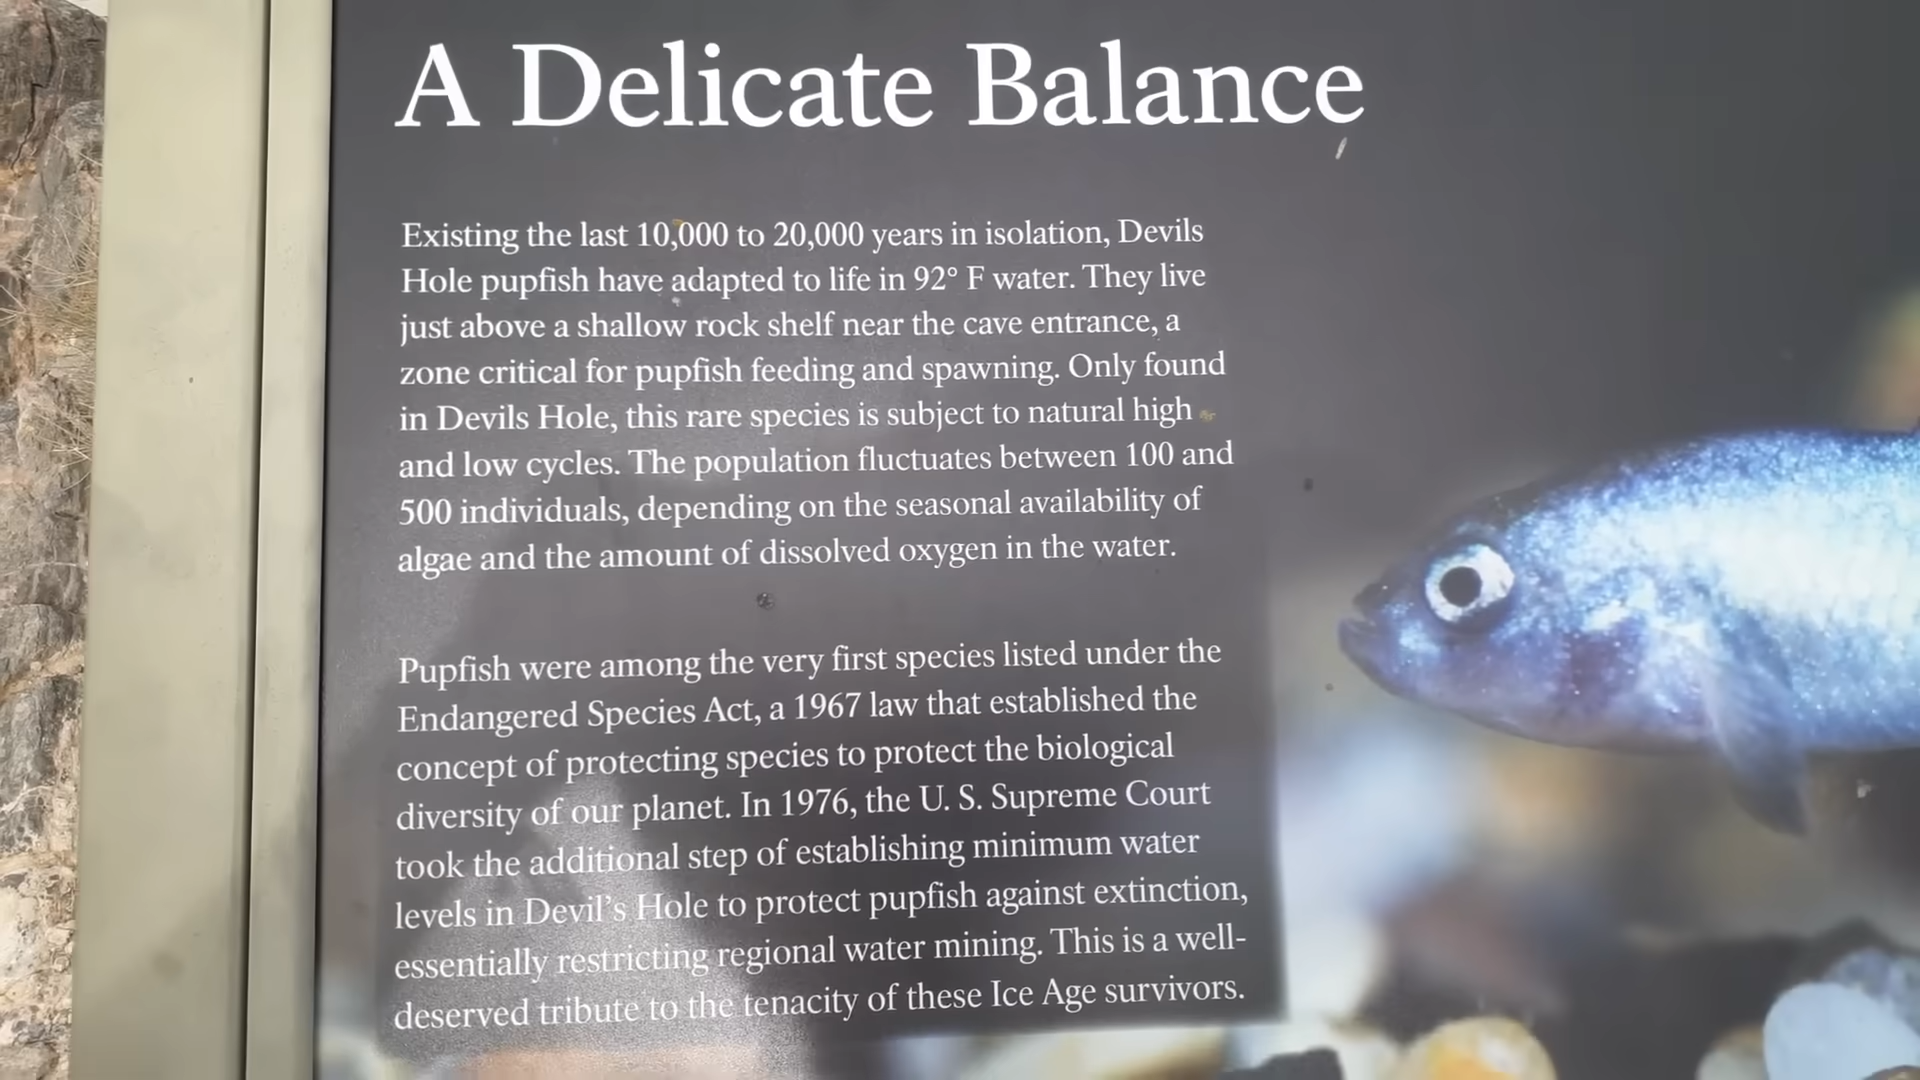 A Delicate Balance
Existing the last 10,000 to 20,000 years in isolation, Devils
Hole pupfish have adapted to life in 92° F water. They live
just above a shallow rock shelf near the cave entrance, a
zone critical for pupfish feeding and spawning. Only found
in Devils Hole, this rare species is subject to natural high
and low cycles. The population fluctuates between 100 and
500 individuals, depending on the seasonal availability of
algae and the amount of dissolved oxygen in the water.
Pupfish were among the very first species listed under the
Endangered Species Act, a 1967 law that established the
concept of protecting species to protect the biological
diversity of our planet. In 1976, the U. S. Supreme Court
took the additional step of establishing minimum water
levels in Devil's Hole to protect pupfish against extinction,
essentially restricting regional water mining. This is a well-
deserved tribute to the tenacity of these Ice Age survivors.